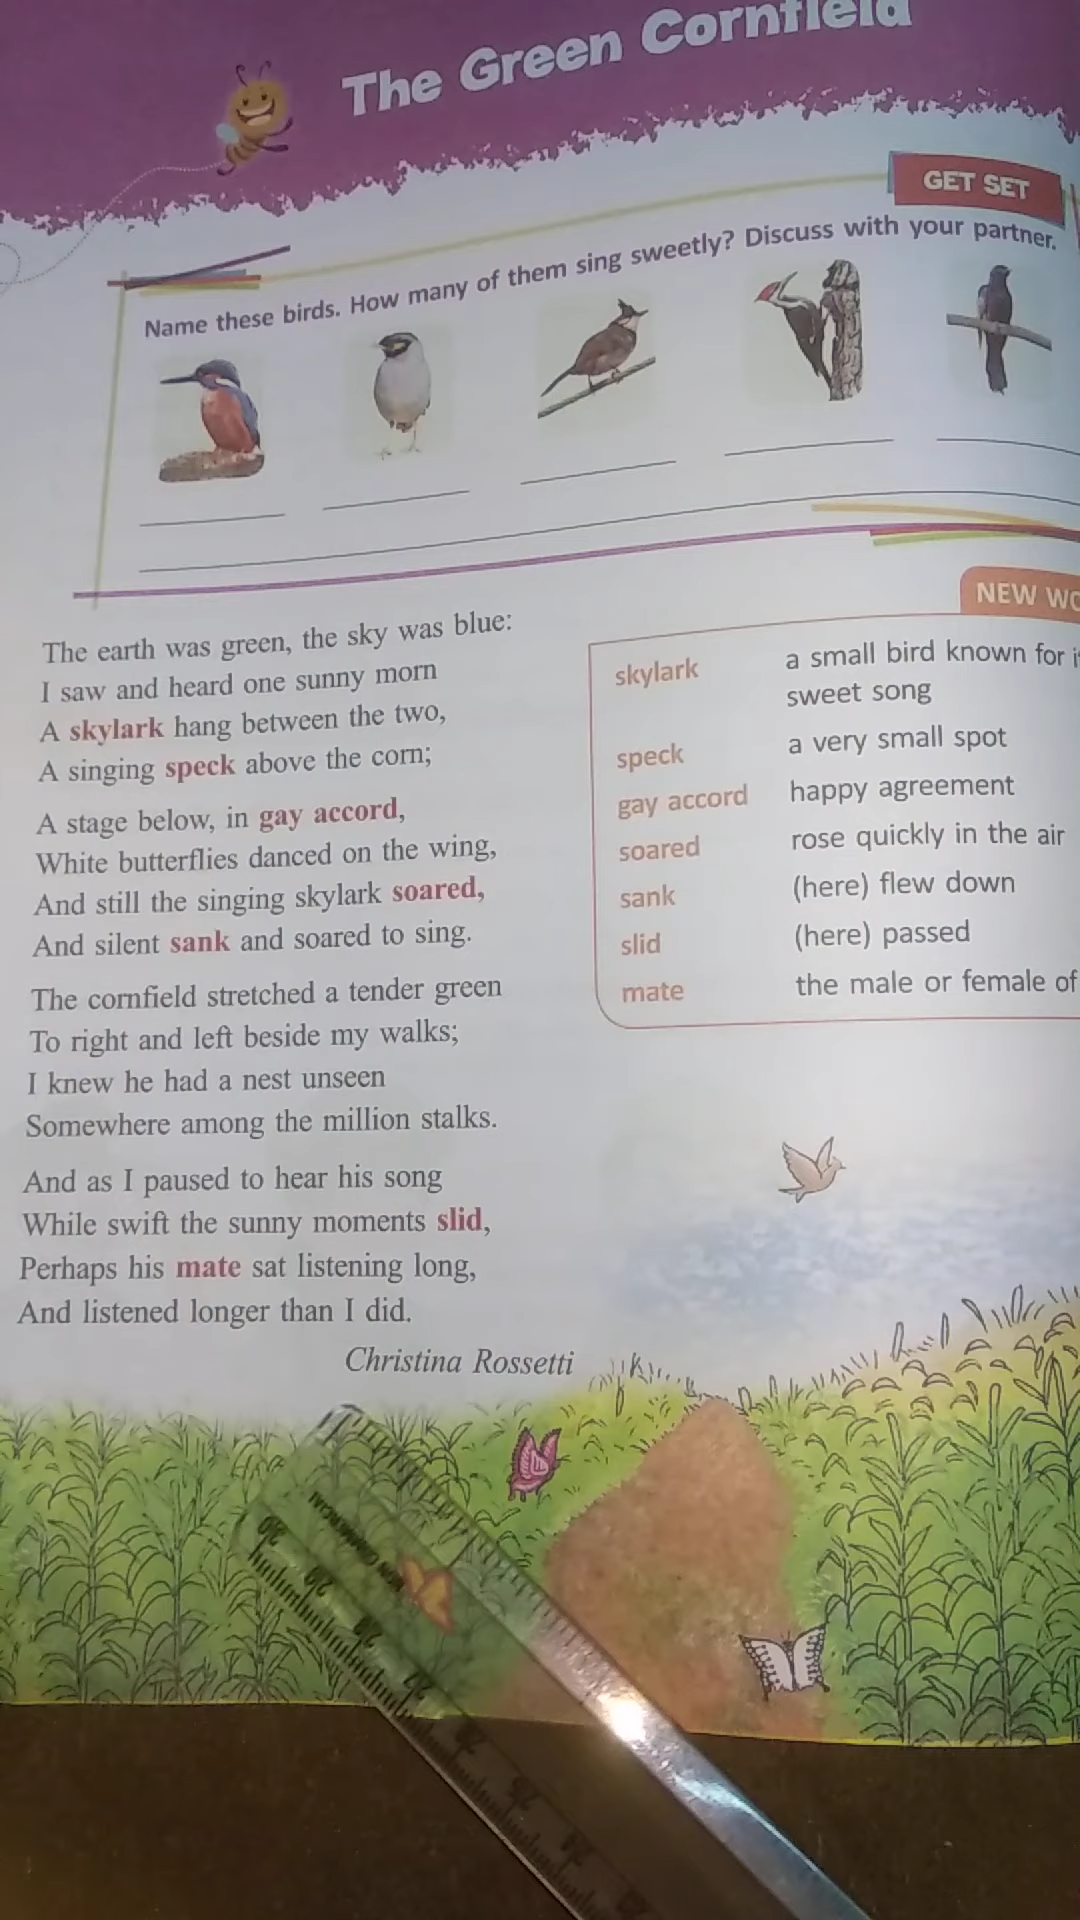 The Green Cornfield
GET SET
Name these birds. How many of them sing sweetly? Discuss with your partner.
The earth was green, the sky was blue:
I saw and heard one sunny morn
A skylark hang between the two,
A singing speck above the corn;
A stage below, in gay accord,
White butterflies danced on the wing,
And still the singing skylark soared,
And silent sank and soared to sing.
The cornfield stretched a tender green
To right and left beside my walks;
I knew he had a nest unseen
Somewhere among the million stalks.
And as I paused to hear his song
While swift the sunny moments slid,
Perhaps his mate sat listening long,
And listened longer than I did.
Christina Rossetti
NEW
skylark a small bird known for
sweet song
speck a very small spot
gay accord happy agreement
soared rose quickly in the air
sank (here) flew down
slid (here) passed
mate the male or female of
30